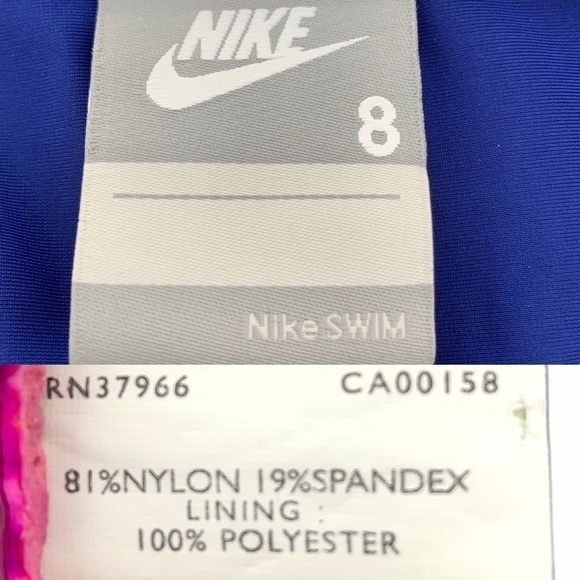 NIKE
8
Nike SWIM
RN37966 CA00158
81%NYLON 19%SPANDEX
LINING :
100% POLYESTER